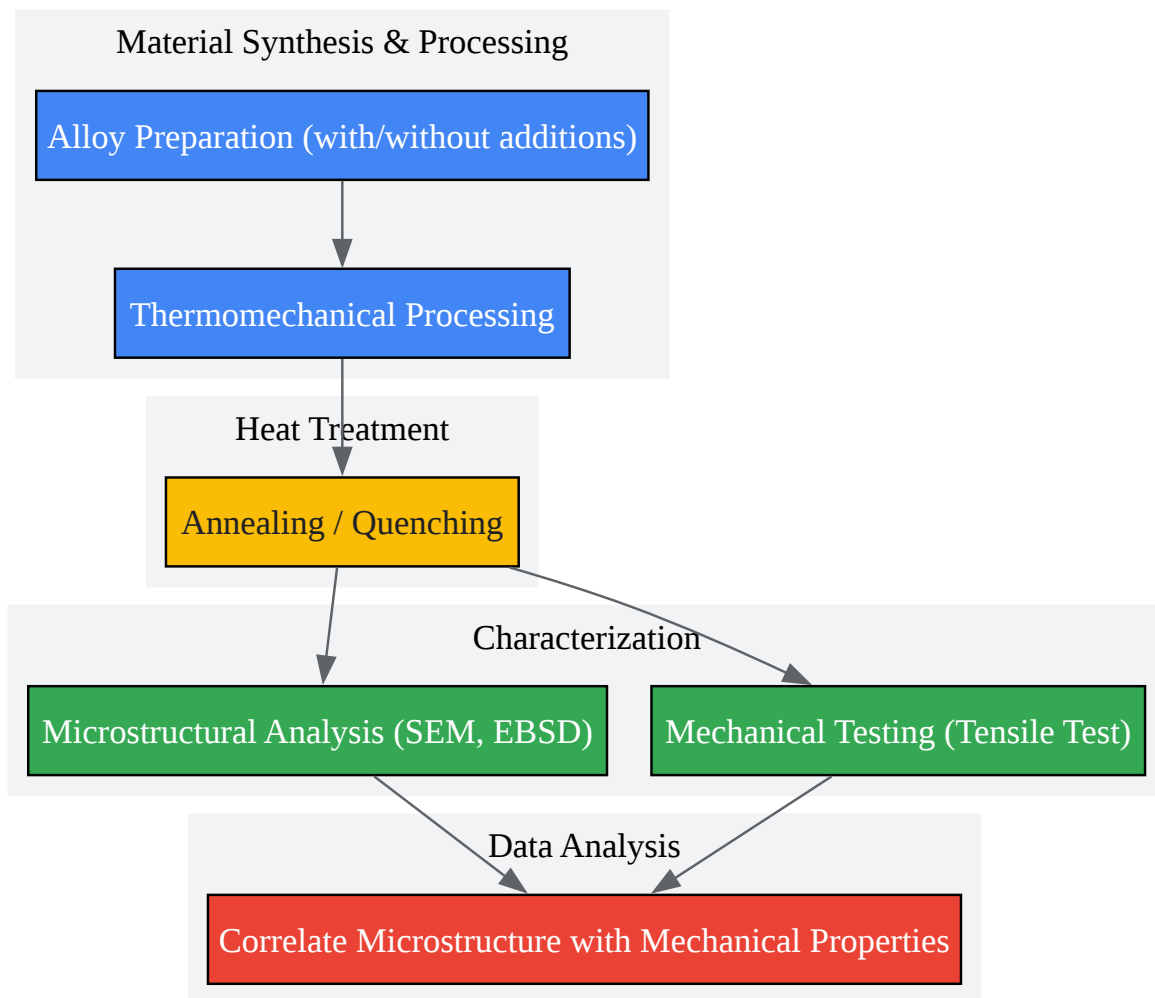 Material Synthesis & Processing
Alloy Preparation (with/without additions)
Thermomechanical Processing
Heat Treatment
Annealing / Quenching
Characterization
Microstructural Analysis (SEM, EBSD)
Mechanical Testing (Tensile Test)
Data Analysis
Correlate Microstructure with Mechanical Properties